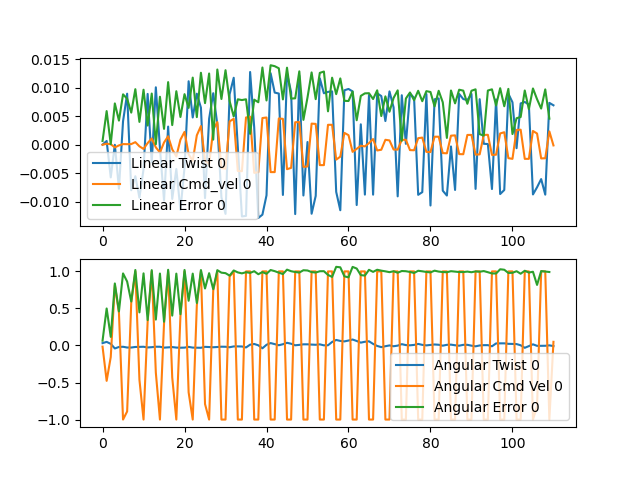 0.015
0.010
0.005
0.000
−0.005
−0.010
Linear Twist 0
Linear Cmd_vel 0
Linear Error 0
0 20 40 60 80 100
1.0
0.5
0.0
−0.5
−1.0
Angular Twist 0
Angular Cmd Vel 0
Angular Error 0
0 20 40 60 80 100